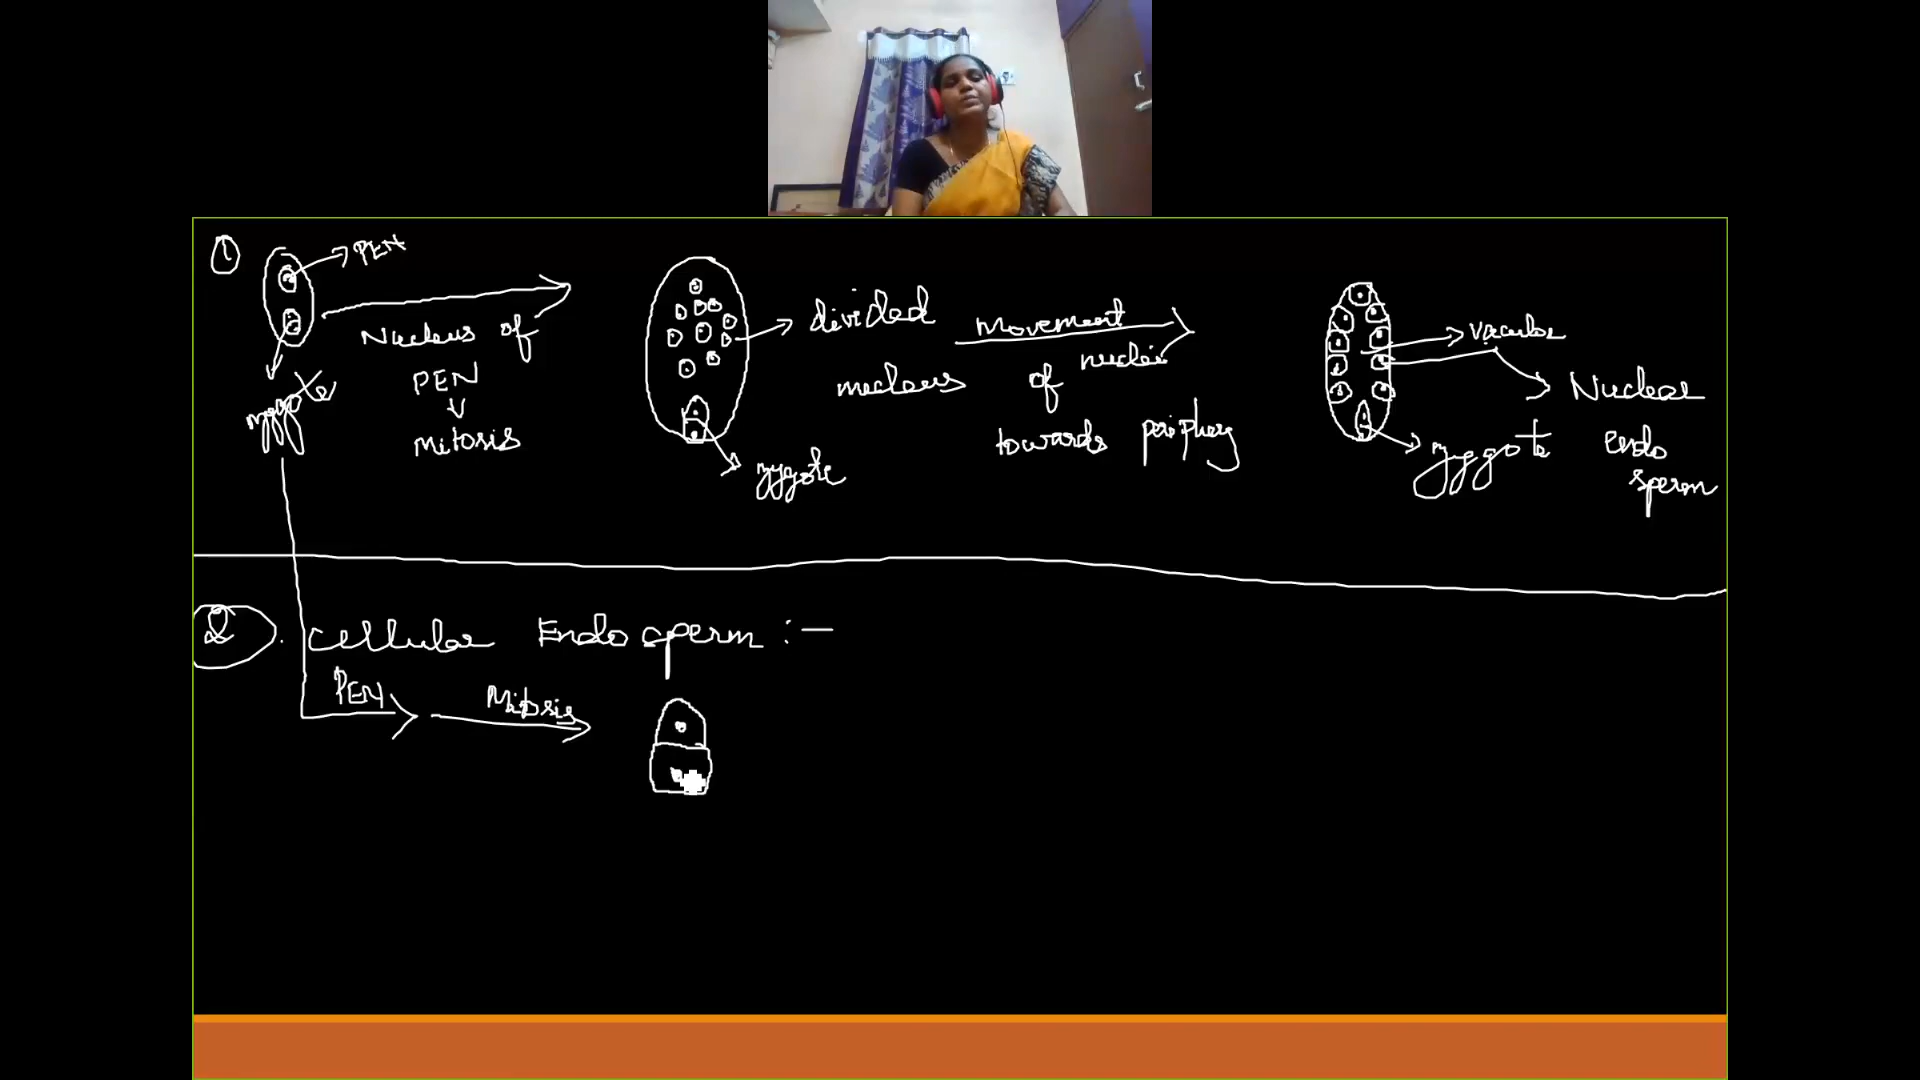 1
PEN
zygote
Nucleus of
PEN
mitosis
divided
nucleus
zygote
Movement
of nuclei
towards periphery
vacuole
Nuclear
endo
sperm
zyggote
2. Cellular Endosperm :-
PEN
Mitosis